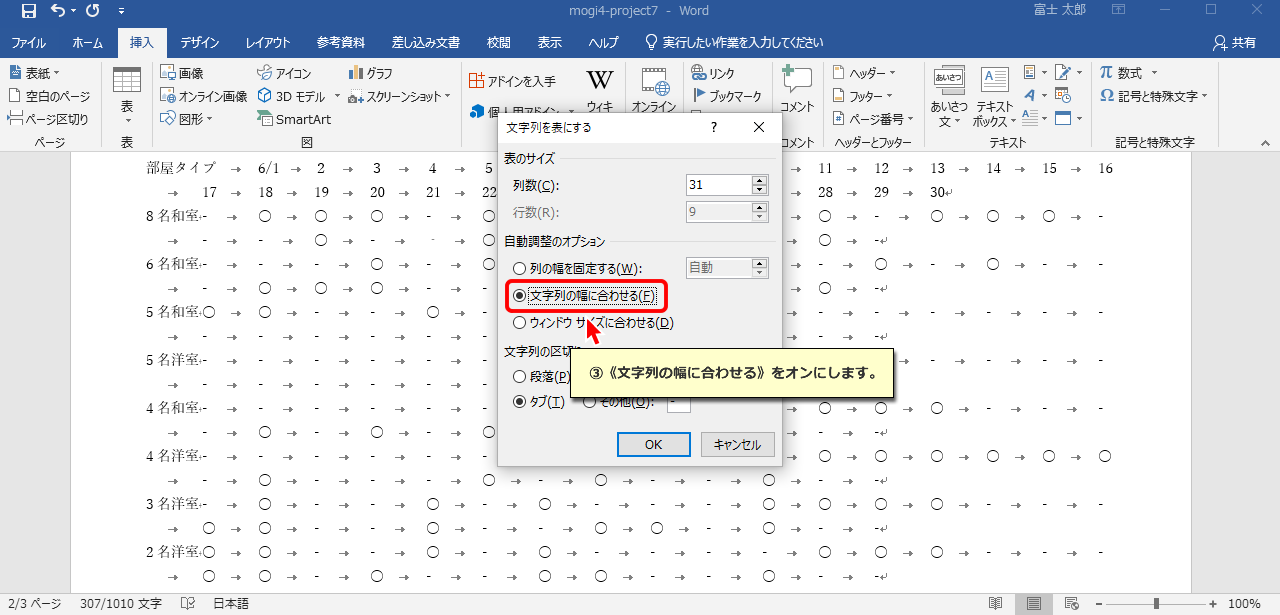 mogi4-project7 - Word
富士 太郎
ファイル ホーム 挿入 デザイン レイアウト 参考資料 差し込み文書 校閲 表示 ヘルプ 実行したい作業を入力してください 共有
表紙
空白のページ
ページ区切り
ページ
表
表
画像
オンライン画像
図形
アイコン
3D モデル
SmartArt
グラフ
スクリーンショット
図
アドインを入手
個人用アドイン
W
ウィキ
オンライン
リンク
ブックマーク
コメント
コメント
ヘッダー
フッター
ページ番号
ヘッダーとフッター
あいさつ
あいさつ
文
A
テキスト
ボックス
テキスト
π 数式
Ω 記号と特殊文字
記号と特殊文字
文字列を表にする ? ×
表のサイズ
列数(C): 31
行数(R): 9
自動調整のオプション
列の幅を固定する(W): 自動
文字列の幅に合わせる(F)
ウィンドウ サイズに合わせる(D)
文字列の区切
段落(P)
タブ(T) その他(O): -
OK キャンセル
③《文字列の幅に合わせる》をオンにします。
部屋タイプ → 6/1 → 2 → 3 → 4 → 5 → 11 → 12 → 13 → 14 → 15 → 16
→ 17 → 18 → 19 → 20 → 21 → 22 → 28 → 29 → 30↵
8 名和室 - → ○ → ○ → ○ → - → ○ → ○ → ○ → ○ → ○ → ○ → -
→ - → - → ○ → - → - → ○ → ○ → -↵
6 名和室 - → - → - → ○ → - → ○ → - → ○ → - → ○ → - → -
→ - → - → ○ → - → - → ○ → ○ → -↵
5 名和室 ○ → ○ → - → - → ○ → - → - → - → - → - → - → -
5 名洋室 -
4 名和室 -
4 名洋室 -
3 名洋室 -
2 名洋室 ○
2/3 ページ 307/1010 文字 日本語 100%